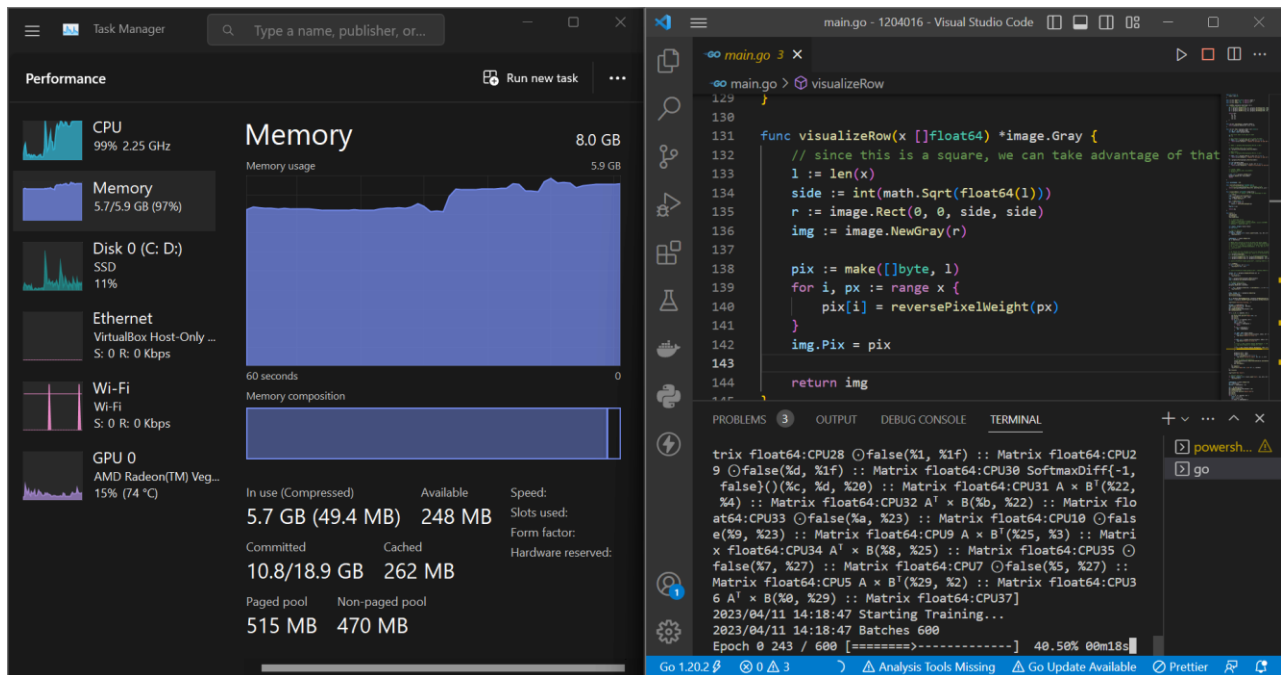 Task Manager
Type a name, publisher, or...
Performance
Run new task
CPU
99% 2.25 GHz
Memory
5.7/5.9 GB (97%)
Disk 0 (C: D:)
SSD
11%
Ethernet
VirtualBox Host-Only ...
S: 0 R: 0 Kbps
Wi-Fi
Wi-Fi
S: 0 R: 0 Kbps
GPU 0
AMD Radeon(TM) Veg...
15% (74 °C)
Memory
8.0 GB
Memory usage
5.9 GB
60 seconds
0
Memory composition
In use (Compressed)
Available
5.7 GB (49.4 MB)
248 MB
Committed
Cached
10.8/18.9 GB
262 MB
Paged pool
Non-paged pool
515 MB
470 MB
Speed:
Slots used:
Form factor:
Hardware reserved:
main.go - 1204016 - Visual Studio Code
main.go 3
main.go > visualizeRow
129 }
130
131 func visualizeRow(x []float64) *image.Gray {
132 // since this is a square, we can take advantage of that
133 l := len(x)
134 side := int(math.Sqrt(float64(l)))
135 r := image.Rect(0, 0, side, side)
136 img := image.NewGray(r)
137
138 pix := make([]byte, l)
139 for i, px := range x {
140 pix[i] = reversePixelWeight(px)
141 }
142 img.Pix = pix
143
144 return img
PROBLEMS 3 OUTPUT DEBUG CONSOLE TERMINAL
powersh...
go
trix float64:CPU28 ⊙false(%1, %1f) :: Matrix float64:CPU2
9 ⊙false(%d, %1f) :: Matrix float64:CPU30 SoftmaxDiff{-1,
false}()(%c, %d, %20) :: Matrix float64:CPU31 A × Bᵀ(%22,
%4) :: Matrix float64:CPU32 Aᵀ × B(%b, %22) :: Matrix flo
at64:CPU33 ⊙false(%a, %23) :: Matrix float64:CPU10 ⊙fals
e(%9, %23) :: Matrix float64:CPU9 A × Bᵀ(%25, %3) :: Matri
x float64:CPU34 Aᵀ × B(%8, %25) :: Matrix float64:CPU35 ⊙
false(%7, %27) :: Matrix float64:CPU7 ⊙false(%5, %27) ::
Matrix float64:CPU5 A × Bᵀ(%29, %2) :: Matrix float64:CPU3
6 Aᵀ × B(%0, %29) :: Matrix float64:CPU37]
2023/04/11 14:18:47 Starting Training...
2023/04/11 14:18:47 Batches 600
Epoch 0 243 / 600 [========>-------------] 40.50% 00m18s
1
Go 1.20.2 0 3 Analysis Tools Missing Go Update Available Prettier